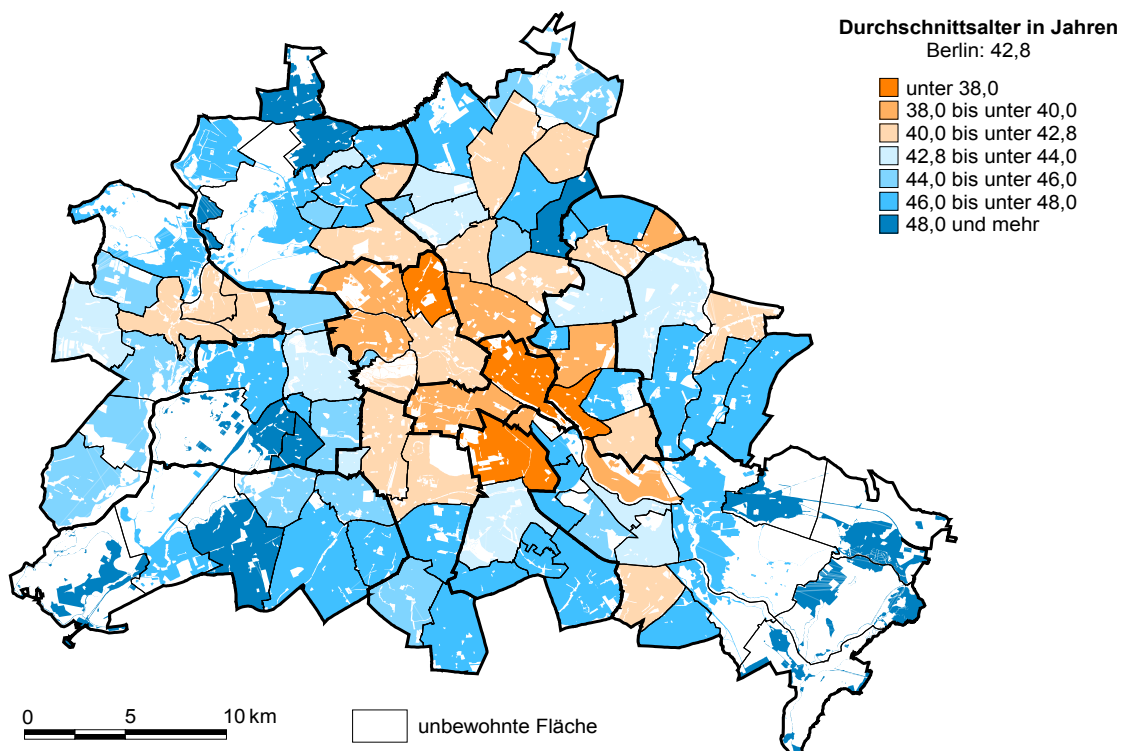 Durchschnittsalter in Jahren
Berlin: 42,8
unter 38,0
38,0 bis unter 40,0
40,0 bis unter 42,8
42,8 bis unter 44,0
44,0 bis unter 46,0
46,0 bis unter 48,0
48,0 und mehr
0 5 10 km
unbewohnte Fläche